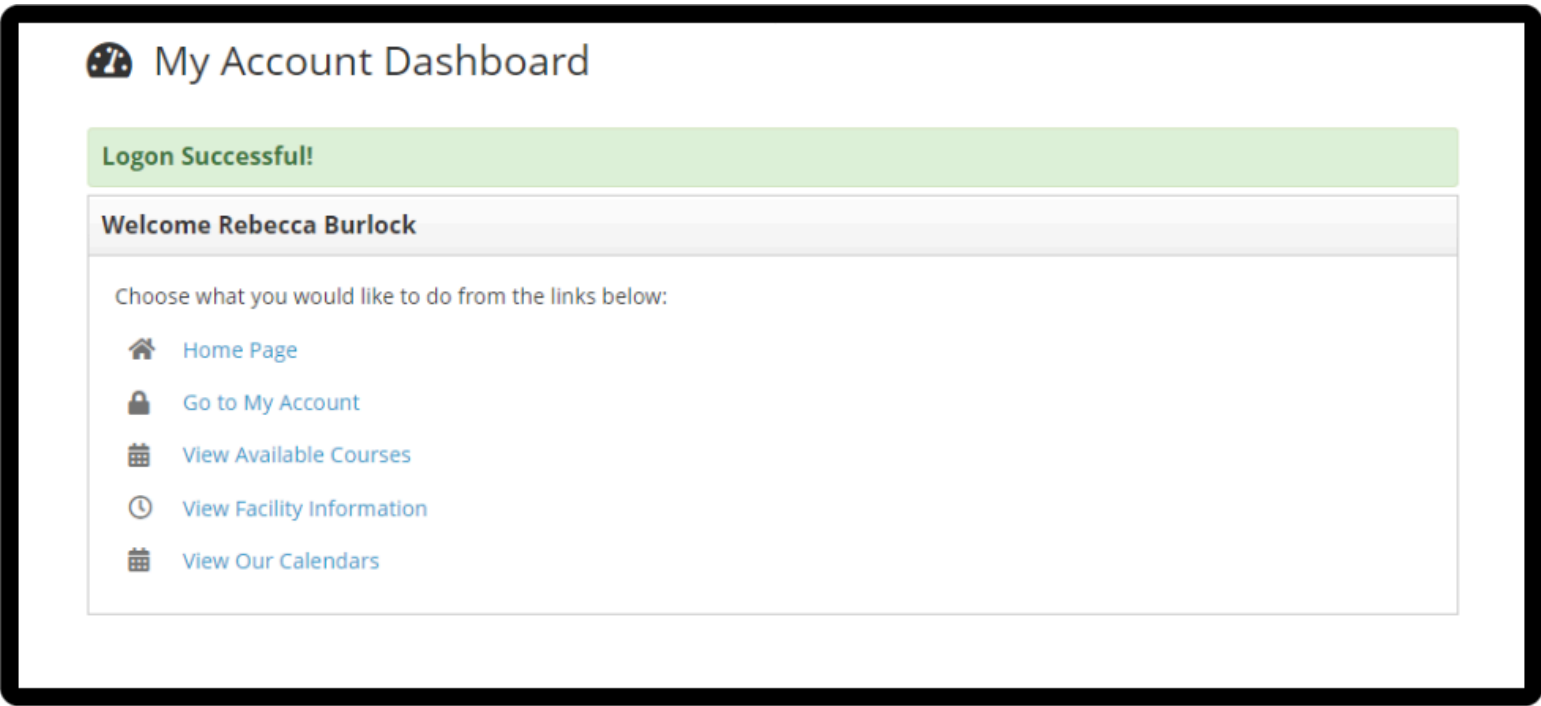 My Account Dashboard
Logon Successful!
Welcome Rebecca Burlock
Choose what you would like to do from the links below:
Home Page
Go to My Account
View Available Courses
View Facility Information
View Our Calendars